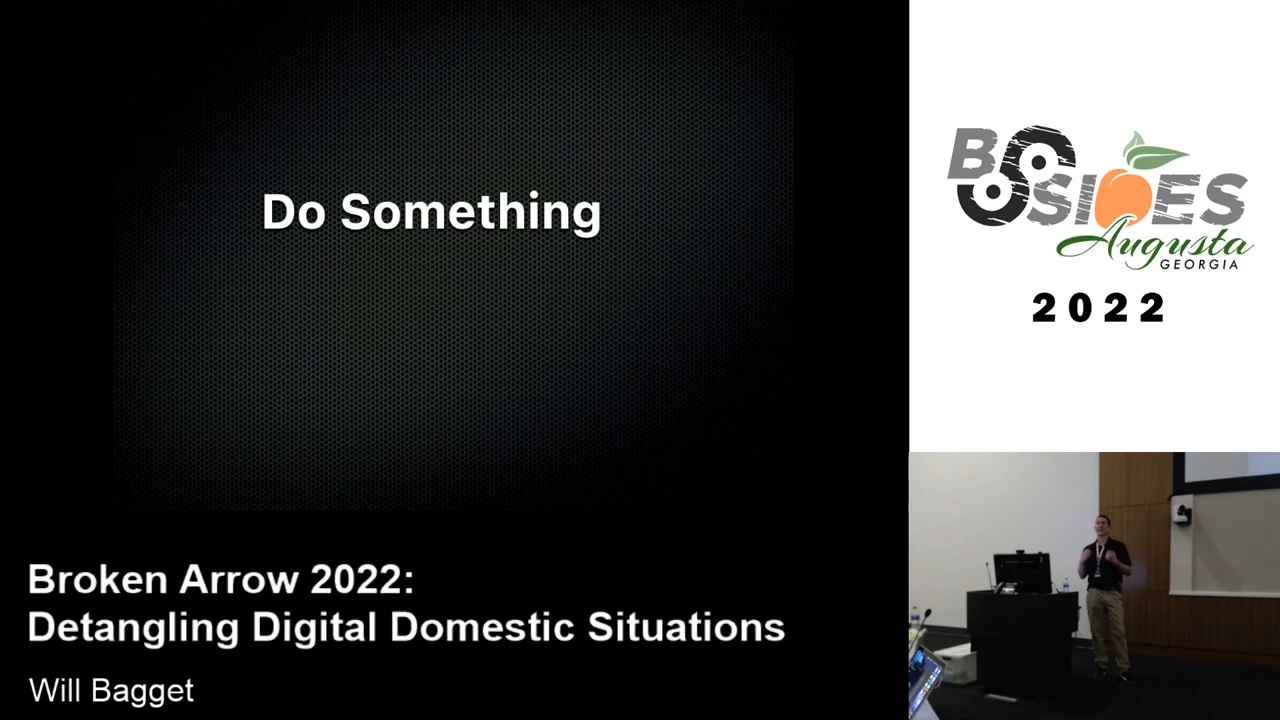 Do Something
BSIDES
Augusta
GEORGIA
2022
Broken Arrow 2022:
Detangling Digital Domestic Situations
Will Bagget